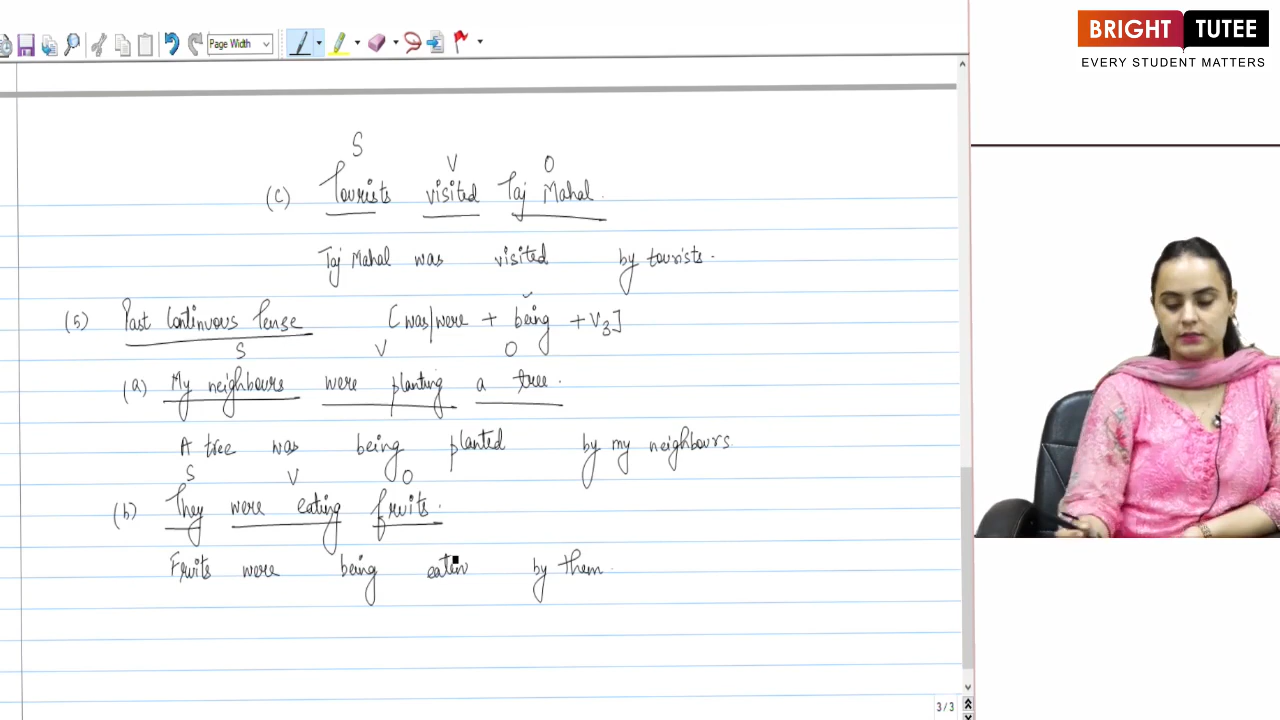 Page Width
BRIGHT TUTEE
EVERY STUDENT MATTERS
S V O
(C) Tourists visited Taj Mahal.
Taj Mahal was visited by tourists.
(5) Past Continuous Tense [was/were + being + V3]
S V O
(a) My neighbours were planting a tree.
A tree was being planted by my neighbours
S V O
(b) They were eating fruits.
Fruits were being eaten by them.
3/3